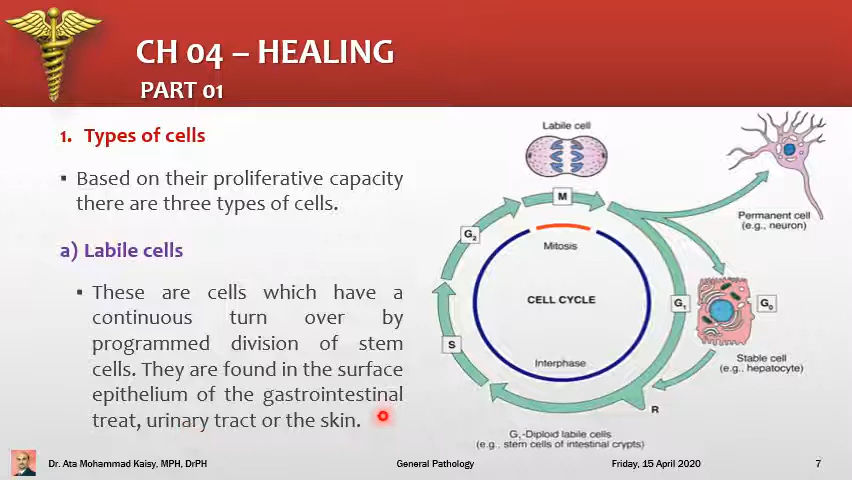 CH 04 – HEALING
PART 01
1. Types of cells
▪ Based on their proliferative capacity
there are three types of cells.
a) Labile cells
▪ These are cells which have a
continuous turn over by
programmed division of stem
cells. They are found in the surface
epithelium of the gastrointestinal
treat, urinary tract or the skin.
Labile cell
M
G2
Mitosis
Permanent cell
(e.g., neuron)
CELL CYCLE
G1
G0
S
Interphase
Stable cell
(e.g., hepatocyte)
R
G1-Diploid labile cells
(e.g., stem cells of intestinal crypts)
Dr. Ata Mohammad Kaisy, MPH, DrPH
General Pathology
Friday, 15 April 2020
7